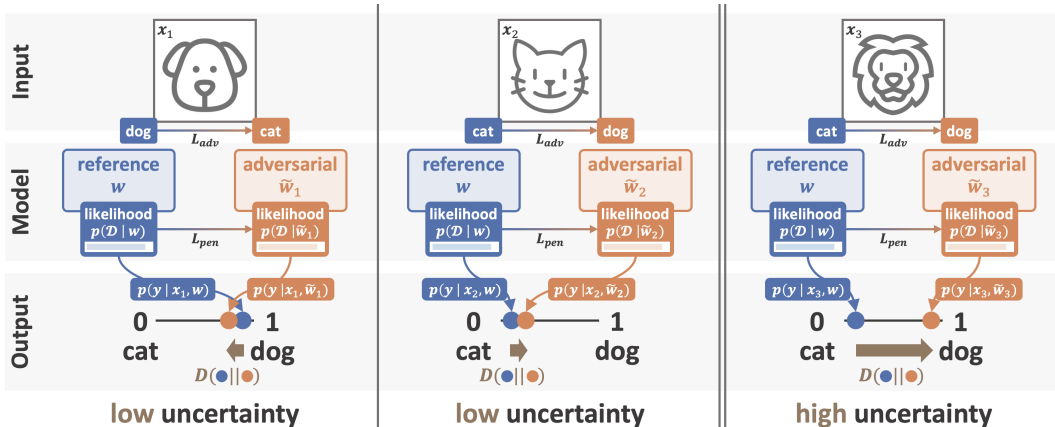 Input
x₁
dog
cat
L_adv
x₂
cat
dog
L_adv
x₃
cat
dog
L_adv
Model
reference
w
adversarial
w̃₁
likelihood
p(𝒟 | w)
likelihood
p(𝒟 | w̃₁)
L_pen
reference
w
adversarial
w̃₂
likelihood
p(𝒟 | w)
likelihood
p(𝒟 | w̃₂)
L_pen
reference
w
adversarial
w̃₃
likelihood
p(𝒟 | w)
likelihood
p(𝒟 | w̃₃)
L_pen
Output
p(y | x₁, w)
p(y | x₁, w̃₁)
0
1
cat
dog
D( || )
p(y | x₂, w)
p(y | x₂, w̃₂)
0
1
cat
dog
D( || )
p(y | x₃, w)
p(y | x₃, w̃₃)
0
1
cat
dog
D( || )
low uncertainty
low uncertainty
high uncertainty